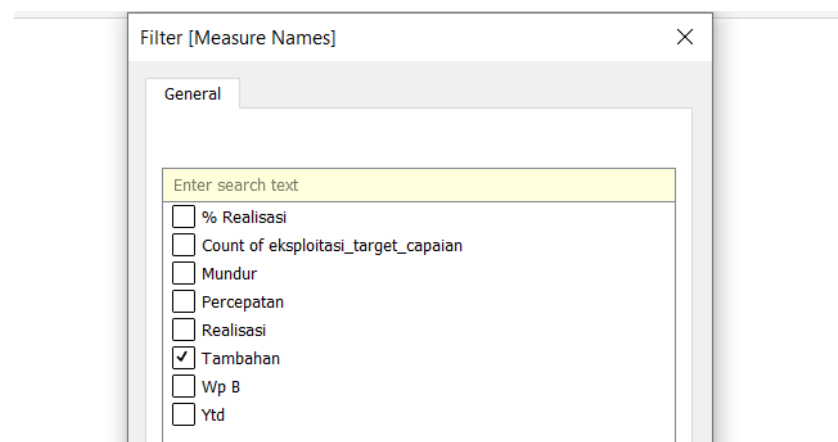 Filter [Measure Names]
General
Enter search text
% Realisasi
Count of eksploitasi_target_capaian
Mundur
Percepatan
Realisasi
Tambahan
Wp B
Ytd